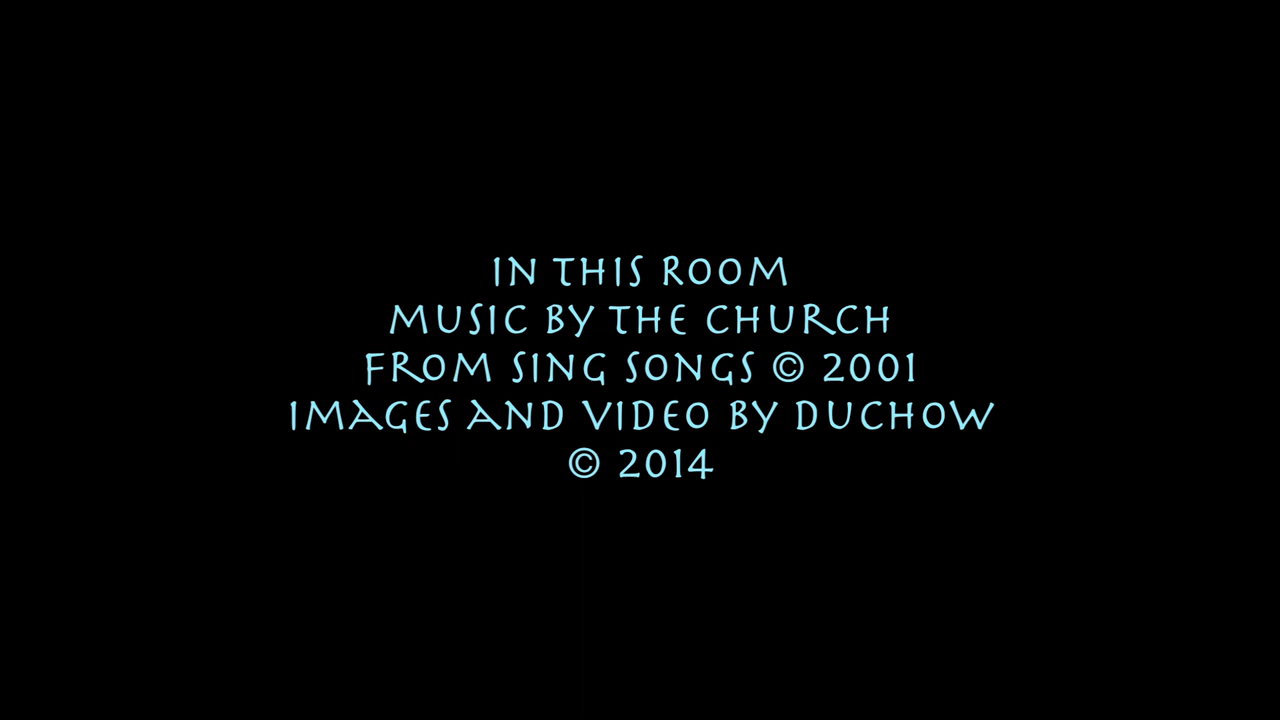 IN THIS ROOM
MUSIC BY THE CHURCH
FROM SING SONGS © 2001
IMAGES AND VIDEO BY DUCHOW
© 2014